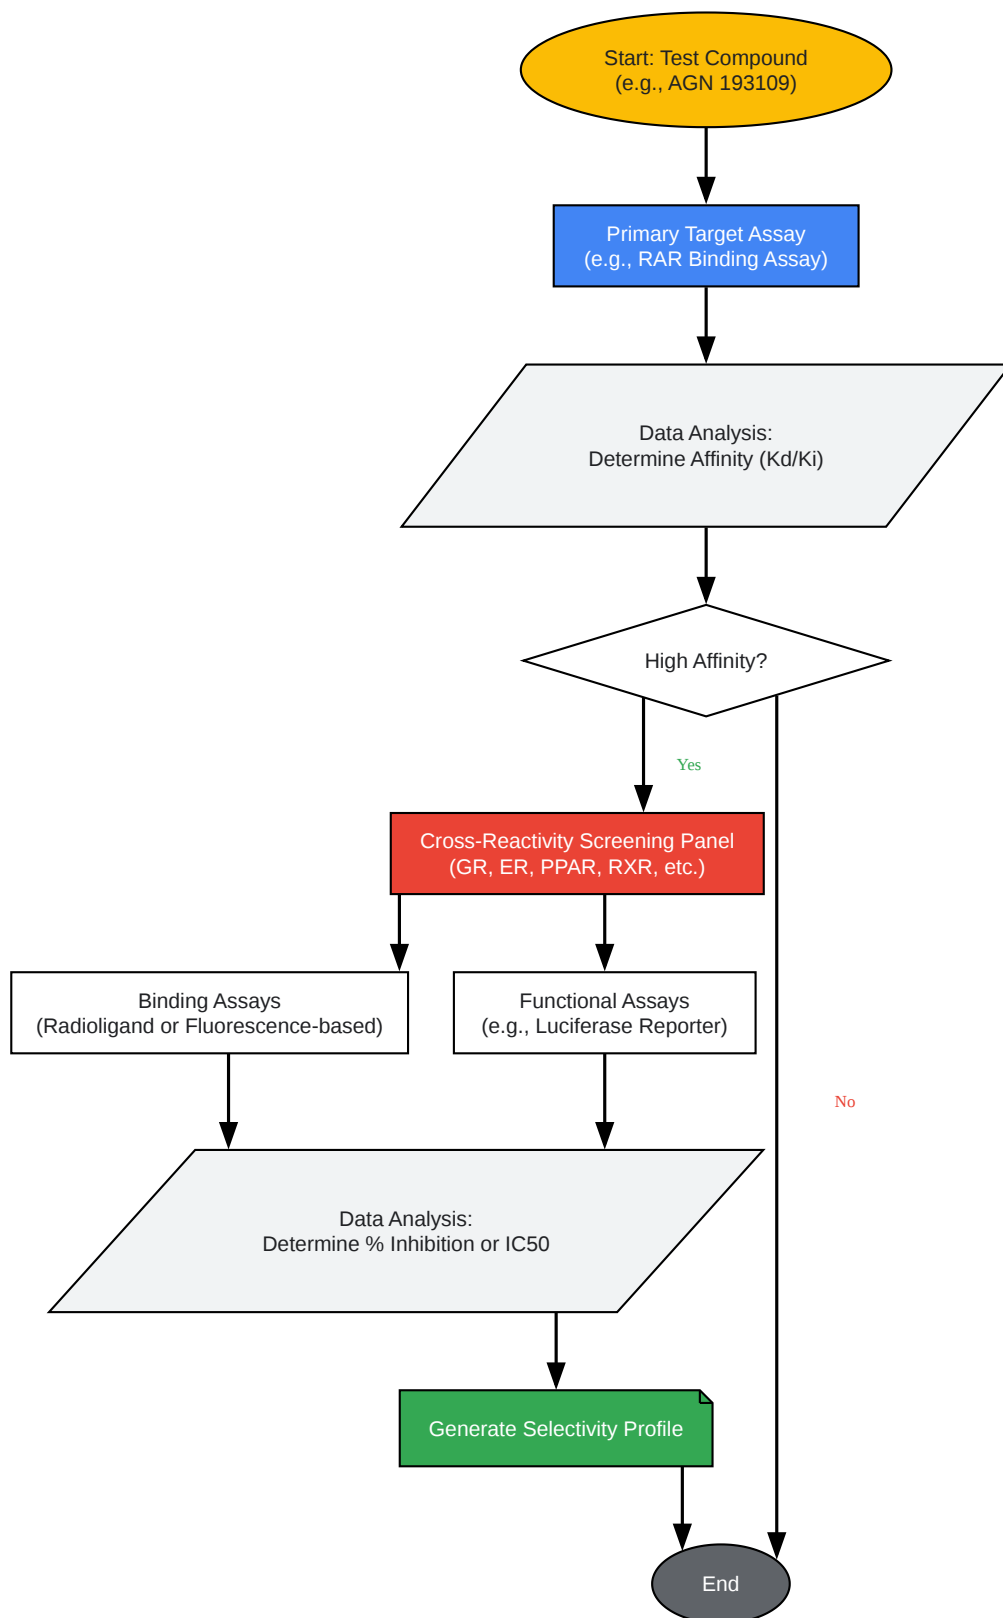 Start: Test Compound
(e.g., AGN 193109)
Primary Target Assay
(e.g., RAR Binding Assay)
Data Analysis:
Determine Affinity (Kd/Ki)
High Affinity?
Yes
Cross-Reactivity Screening Panel
(GR, ER, PPAR, RXR, etc.)
Binding Assays
(Radioligand or Fluorescence-based)
Functional Assays
(e.g., Luciferase Reporter)
No
Data Analysis:
Determine % Inhibition or IC50
Generate Selectivity Profile
End